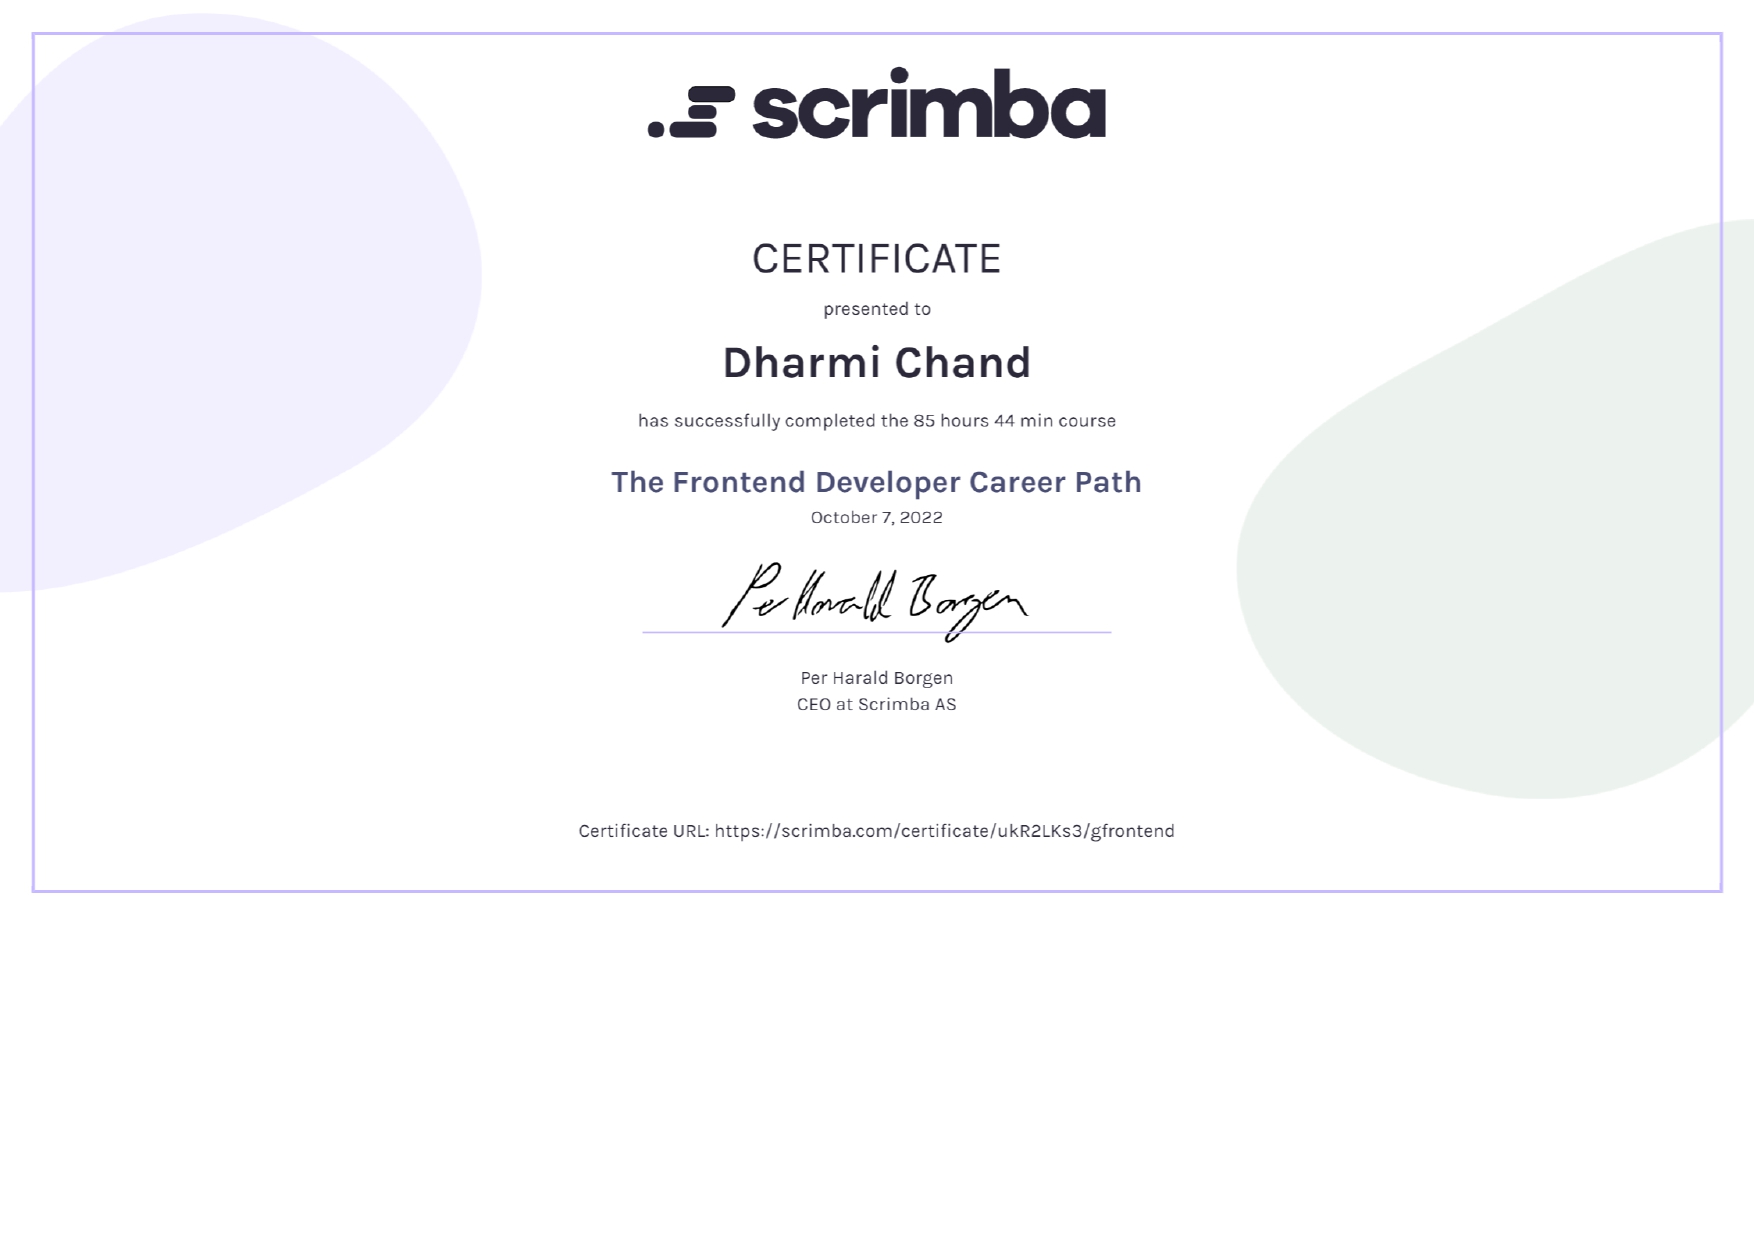 scrimba
CERTIFICATE
presented to
Dharmi Chand
has successfully completed the 85 hours 44 min course
The Frontend Developer Career Path
October 7, 2022
Per Harald Borgen
Per Harald Borgen
CEO at Scrimba AS
Certificate URL: https://scrimba.com/certificate/ukR2LKs3/gfrontend